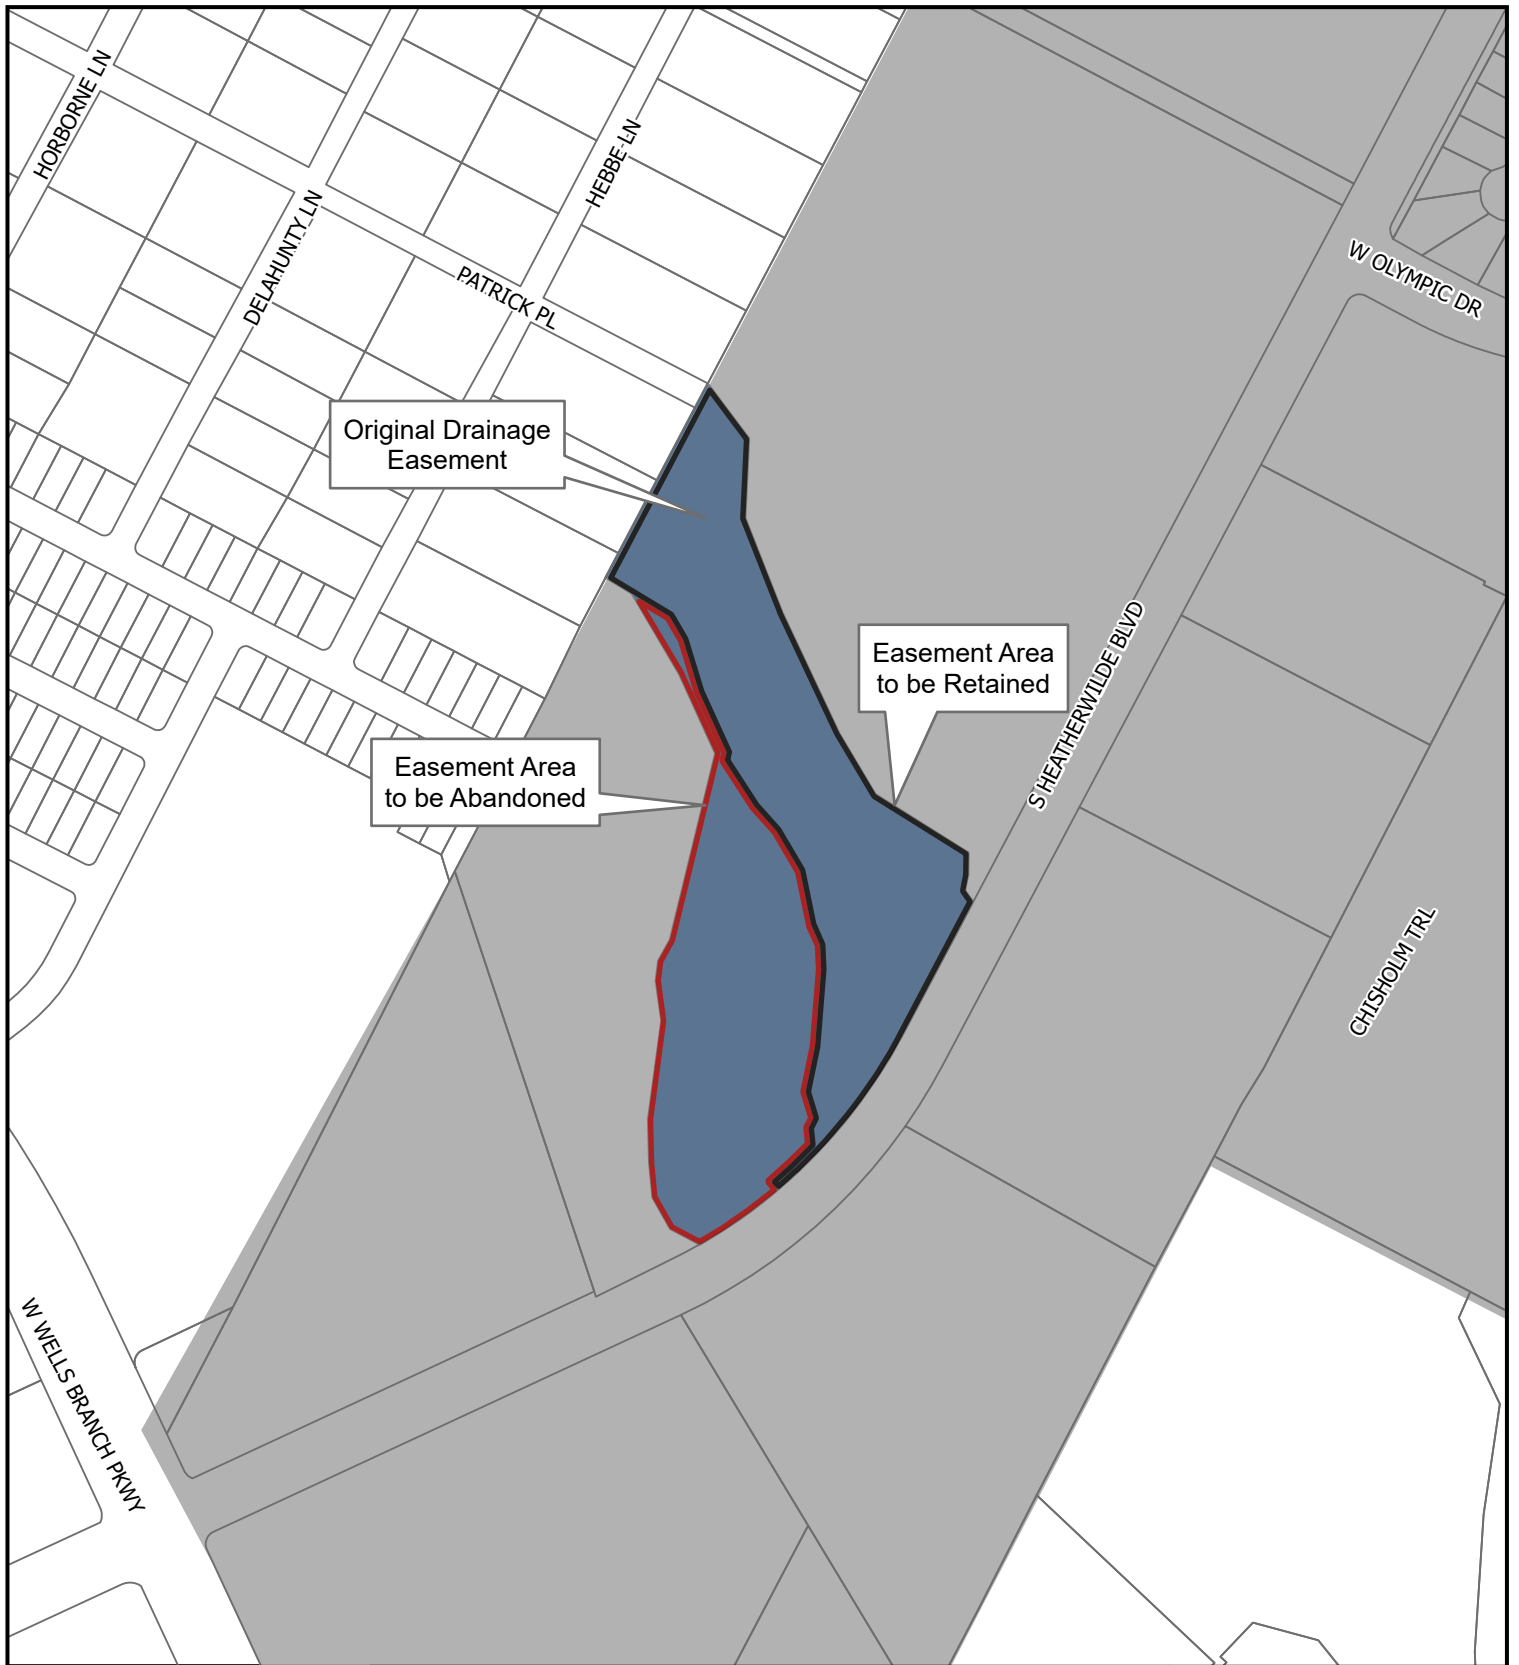 HORBORNE LN
HEBBE LN
DELAHUNTY LN
PATRICK PL
W OLYMPIC DR
Original Drainage
Easement
Easement Area
to be Retained
S HEATHERWILDE BLVD
Easement Area
to be Abandoned
CHISHOLM TRL
W WELLS BRANCH PKWY